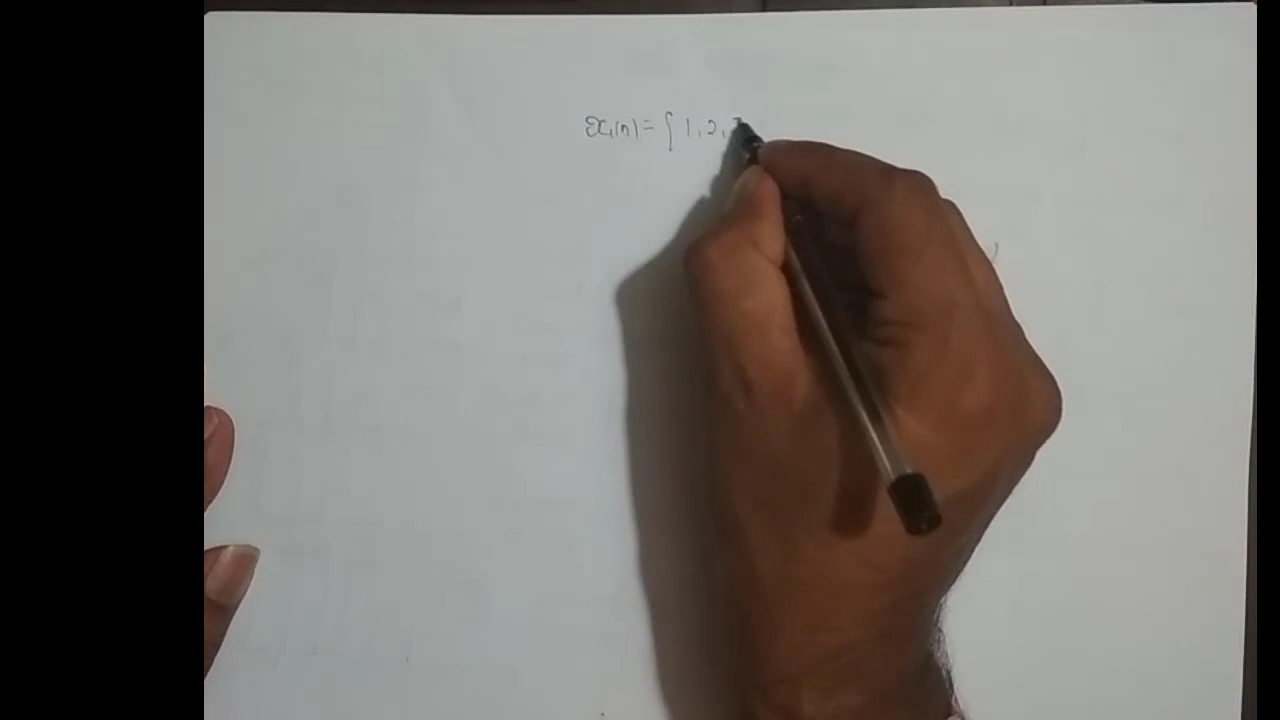 x₁(n) = { 1, 2,